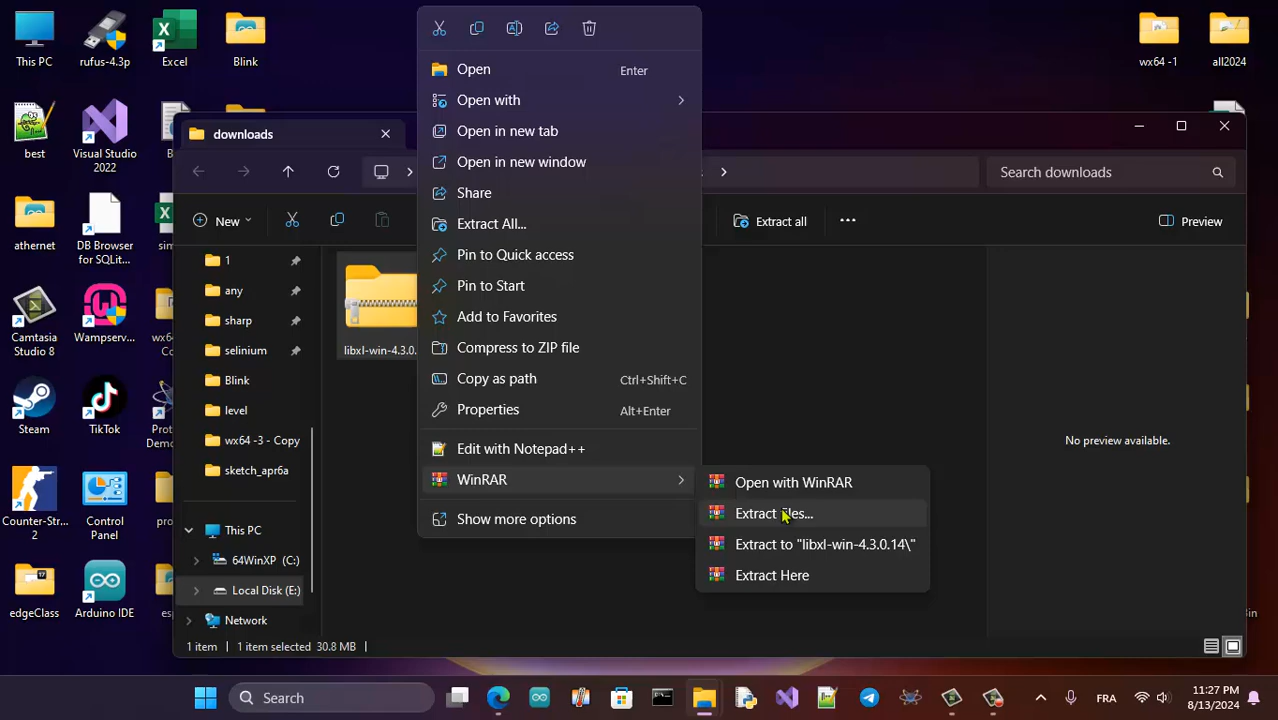 This PC
rufus-4.3p
Excel
Blink
wx64 -1
all2024
best
Visual Studio
2022
athernet
DB Browser
for SQLit...
Camtasia
Studio 8
Wampserv...
Steam
TikTok
Counter-Str...
Control
Panel
edgeClass
Arduino IDE
downloads
Search downloads
New
Extract all
Preview
1
any
sharp
selinium
Blink
level
wx64 -3 - Copy
sketch_apr6a
This PC
64WinXP (C:)
Local Disk (E:)
Network
libxl-win-4.3.0.
No preview available.
1 item
1 item selected 30.8 MB
Open Enter
Open with
Open in new tab
Open in new window
Share
Extract All...
Pin to Quick access
Pin to Start
Add to Favorites
Compress to ZIP file
Copy as path Ctrl+Shift+C
Properties Alt+Enter
Edit with Notepad++
WinRAR
Show more options
Open with WinRAR
Extract files...
Extract to "libxl-win-4.3.0.14\"
Extract Here
Search
FRA
11:27 PM
8/13/2024